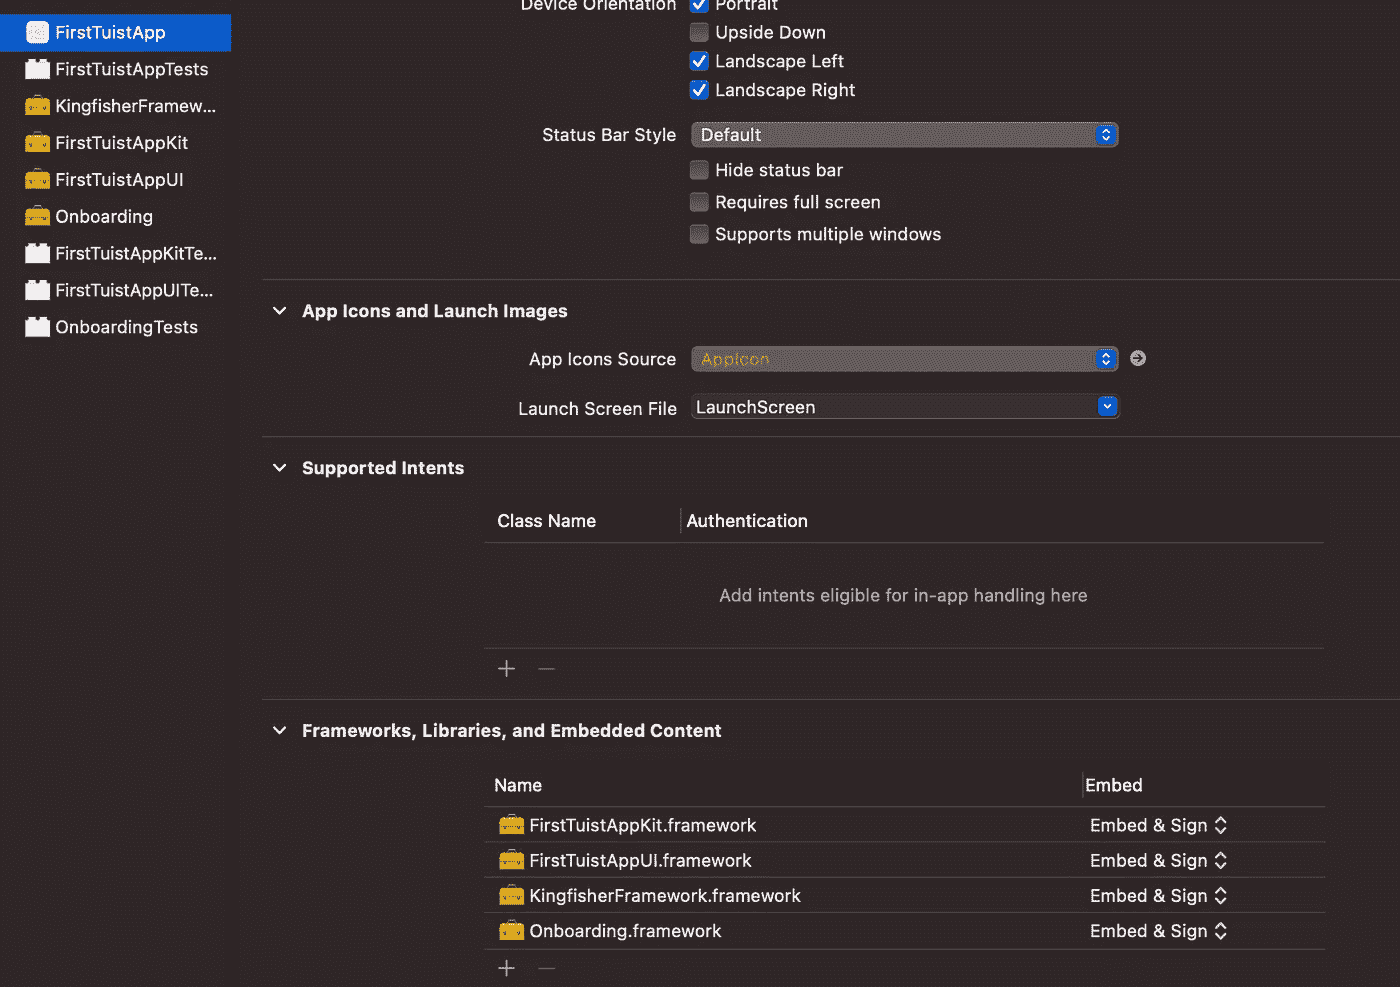 FirstTuistApp
FirstTuistAppTests
KingfisherFramew...
FirstTuistAppKit
FirstTuistAppUI
Onboarding
FirstTuistAppKitTe...
FirstTuistAppUITe...
OnboardingTests
Device Orientation Portrait
Upside Down
Landscape Left
Landscape Right
Status Bar Style Default
Hide status bar
Requires full screen
Supports multiple windows
App Icons and Launch Images
App Icons Source AppIcon
Launch Screen File LaunchScreen
Supported Intents
Class Name Authentication
Add intents eligible for in-app handling here
Frameworks, Libraries, and Embedded Content
Name Embed
FirstTuistAppKit.framework Embed & Sign
FirstTuistAppUI.framework Embed & Sign
KingfisherFramework.framework Embed & Sign
Onboarding.framework Embed & Sign